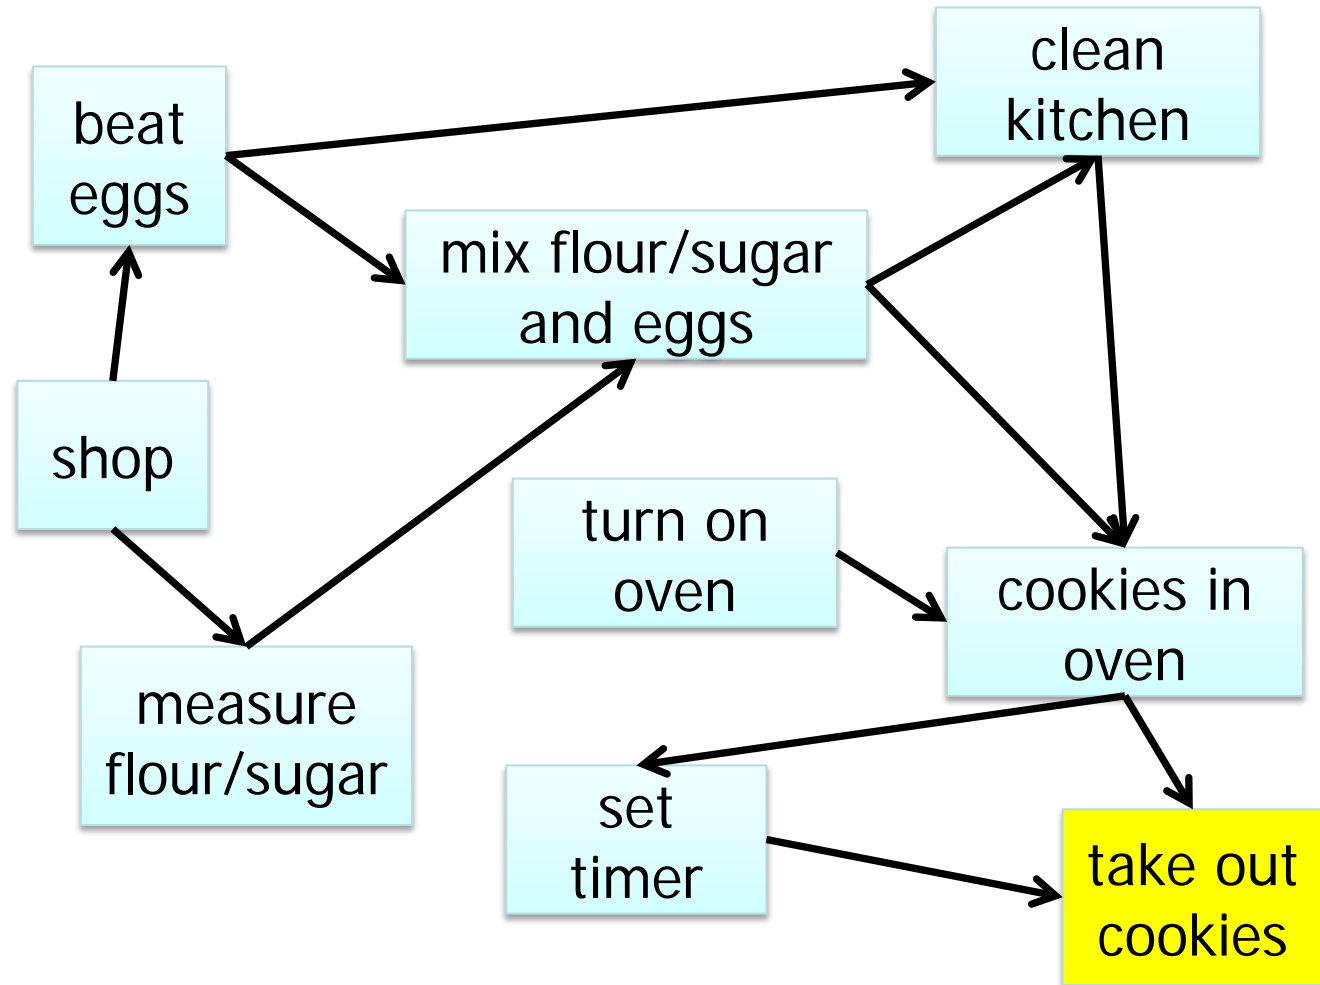 clean
kitchen
beat
eggs
mix flour/sugar
and eggs
shop
turn on
oven
cookies in
oven
measure
flour/sugar
set
timer
take out
cookies